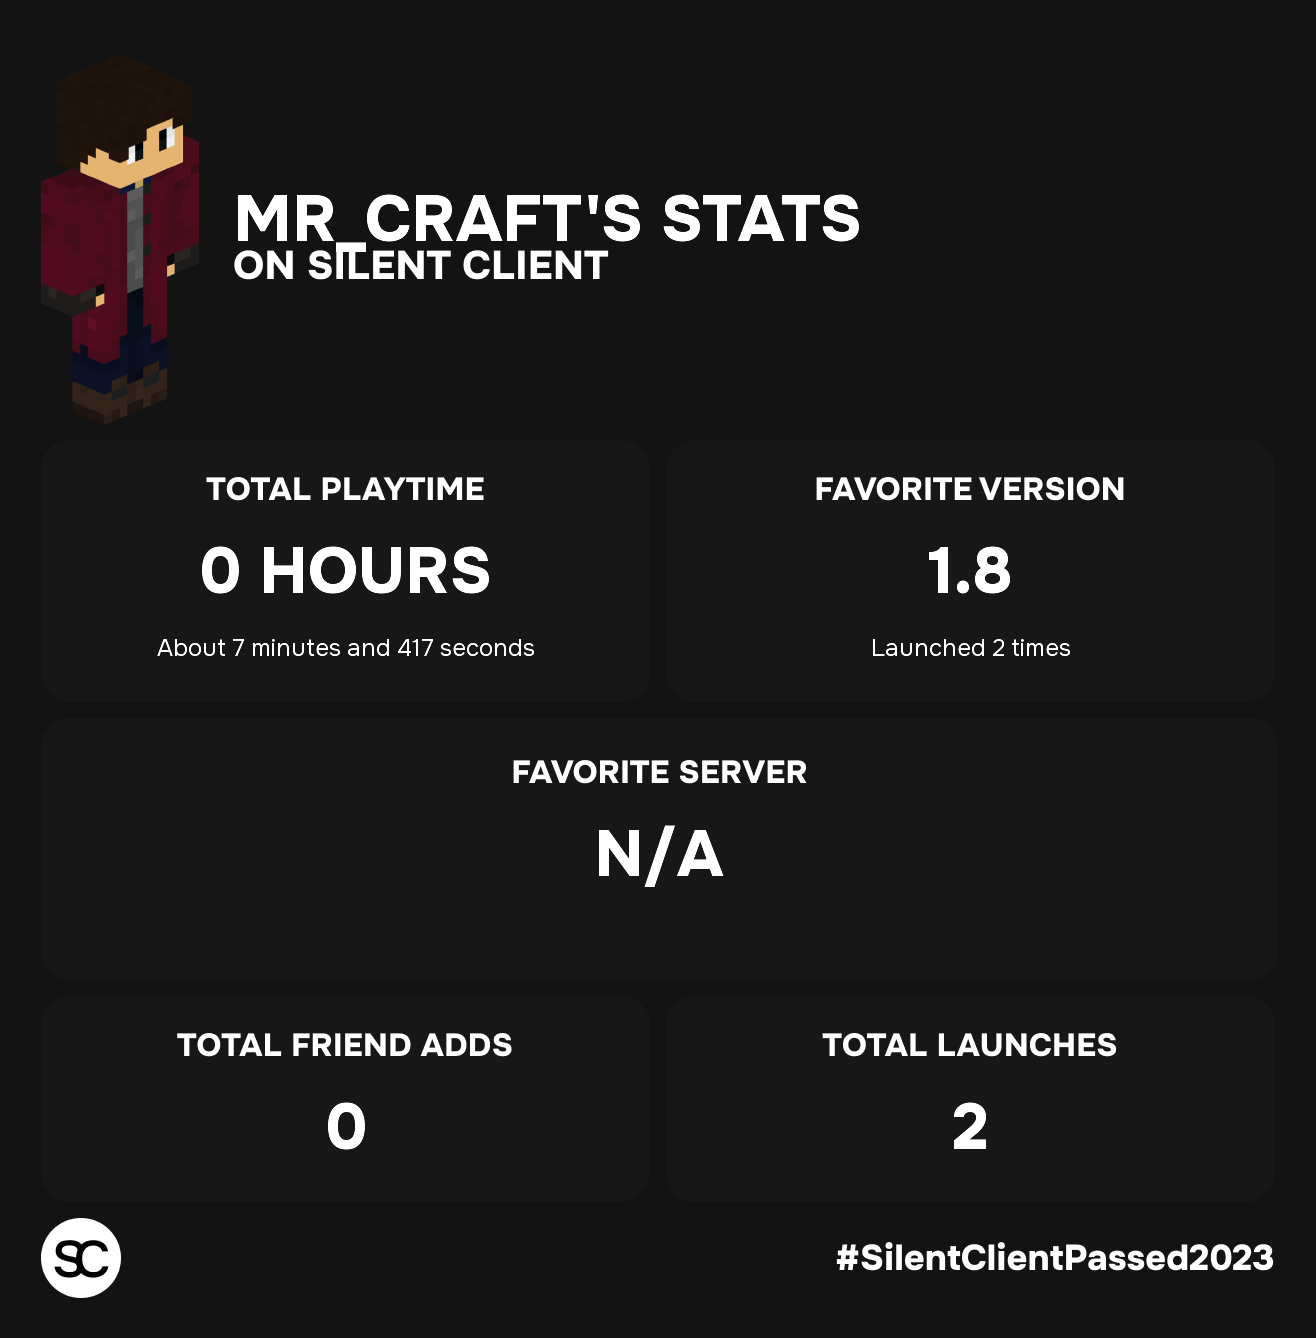 MR_CRAFT'S STATS
ON SILENT CLIENT
TOTAL PLAYTIME
0 HOURS
About 7 minutes and 417 seconds
FAVORITE VERSION
1.8
Launched 2 times
FAVORITE SERVER
N/A
TOTAL FRIEND ADDS
0
TOTAL LAUNCHES
2
SC
#SilentClientPassed2023